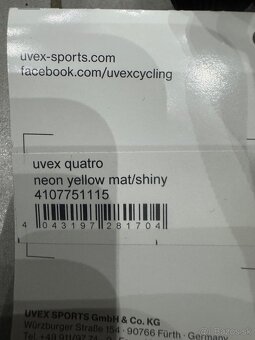 uvex-sports.com
facebook.com/uvexcycling
uvex quatro
neon yellow mat/shiny
4107751115
4 043197 281704
UVEX SPORTS GmbH & Co. KG
Würzburger Straße 154 · 90766 Fürth · Germany